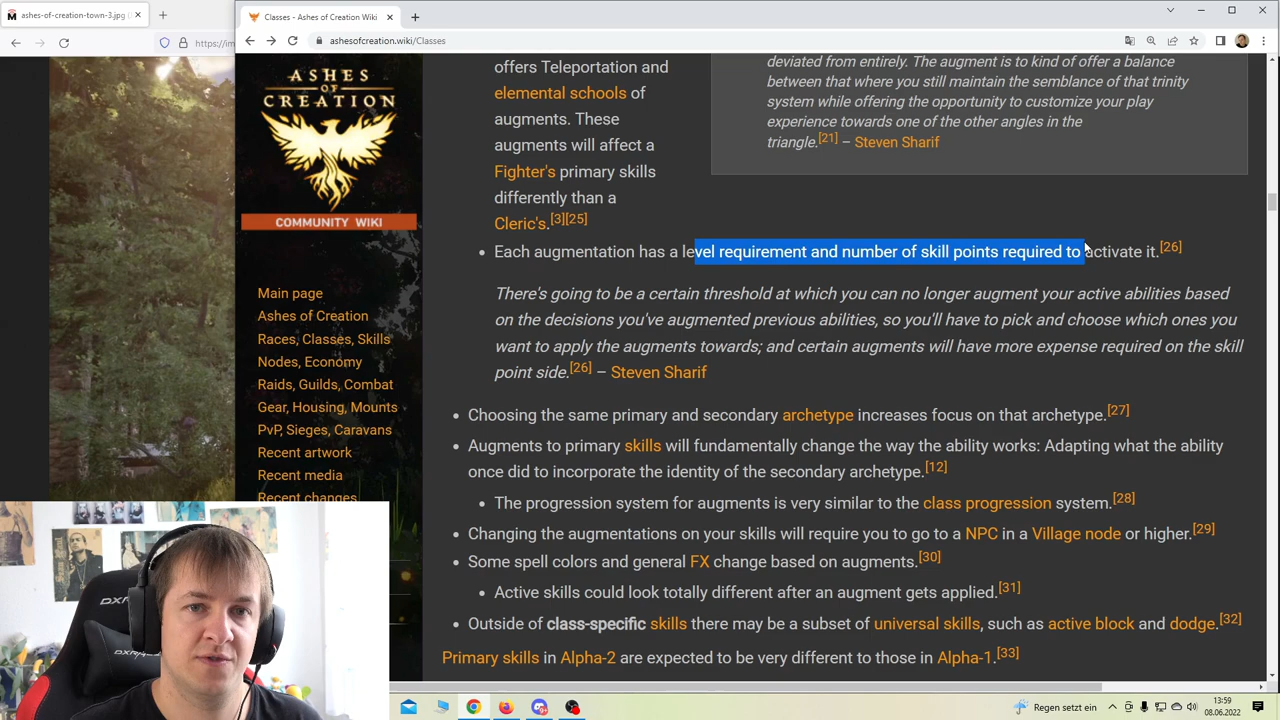 ashes-of-creation-town-3.jpg (
Classes - Ashes of Creation Wiki
https://im
ashesofcreation.wiki/Classes
ASHES
OF
CREATION
COMMUNITY WIKI
Main page
Ashes of Creation
Races, Classes, Skills
Nodes, Economy
Raids, Guilds, Combat
Gear, Housing, Mounts
PvP, Sieges, Caravans
Recent artwork
Recent media
Recent changes
offers Teleportation and
elemental schools of
augments. These
augments will affect a
Fighter's primary skills
differently than a
Cleric's.[3][25]
deviated from entirely. The augment is to kind of offer a balance
between that where you still maintain the semblance of that trinity
system while offering the opportunity to customize your play
experience towards one of the other angles in the
triangle.[21] – Steven Sharif
Each augmentation has a level requirement and number of skill points required to activate it.[26]
There's going to be a certain threshold at which you can no longer augment your active abilities based
on the decisions you've augmented previous abilities, so you'll have to pick and choose which ones you
want to apply the augments towards; and certain augments will have more expense required on the skill
point side.[26] – Steven Sharif
Choosing the same primary and secondary archetype increases focus on that archetype.[27]
Augments to primary skills will fundamentally change the way the ability works: Adapting what the ability
once did to incorporate the identity of the secondary archetype.[12]
The progression system for augments is very similar to the class progression system.[28]
Changing the augmentations on your skills will require you to go to a NPC in a Village node or higher.[29]
Some spell colors and general FX change based on augments.[30]
Active skills could look totally different after an augment gets applied.[31]
Outside of class-specific skills there may be a subset of universal skills, such as active block and dodge.[32]
Primary skills in Alpha-2 are expected to be very different to those in Alpha-1.[33]
DXR
DXRACER
Regen setzt ein
13:59
08.06.2022